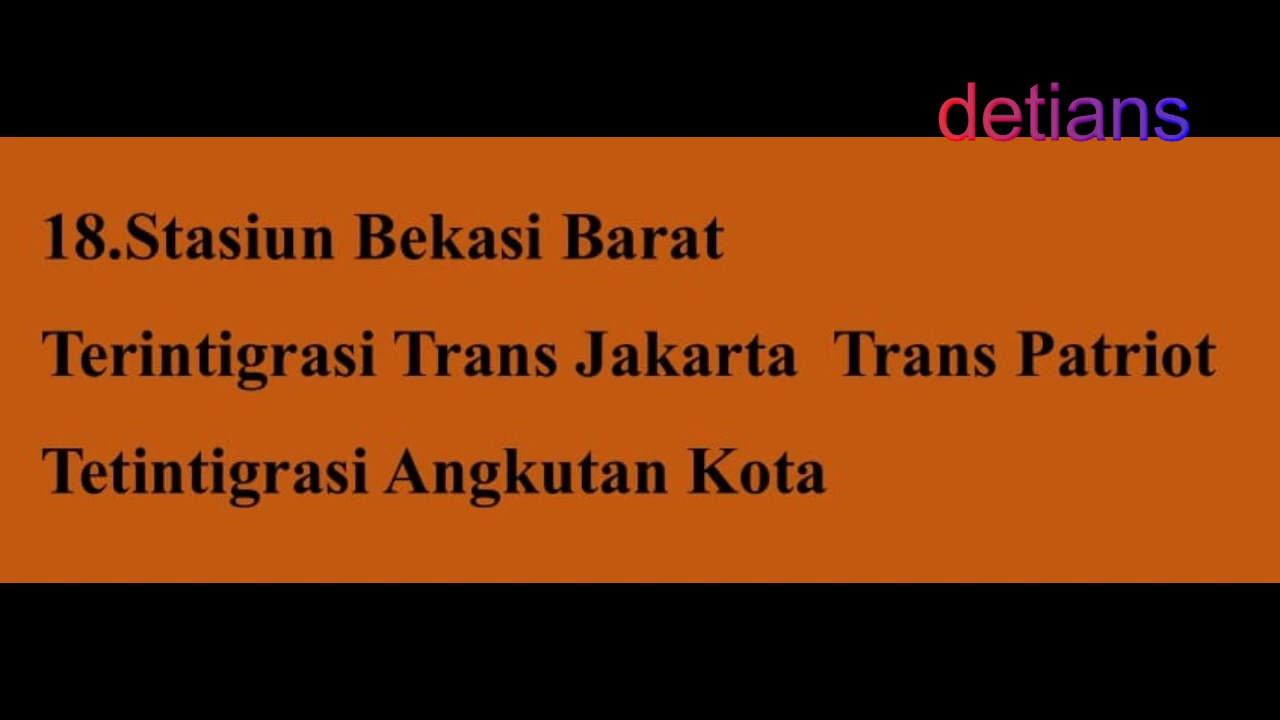 detians
18.Stasiun Bekasi Barat
Terintigrasi Trans Jakarta  Trans Patriot
Tetintigrasi Angkutan Kota